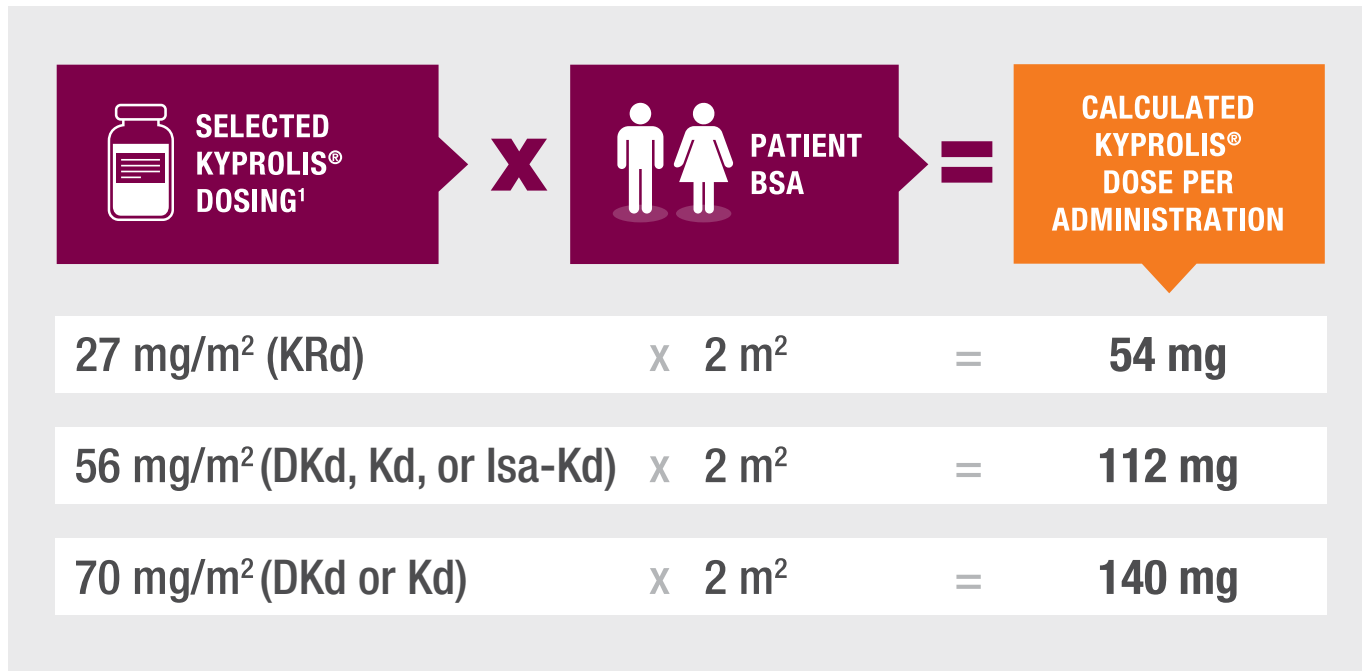 SELECTED
KYPROLIS®
DOSING¹
x
PATIENT
BSA
=
CALCULATED
KYPROLIS®
DOSE PER
ADMINISTRATION
27 mg/m² (KRd) x 2 m² = 54 mg
56 mg/m² (DKd, Kd, or Isa-Kd) x 2 m² = 112 mg
70 mg/m² (DKd or Kd) x 2 m² = 140 mg